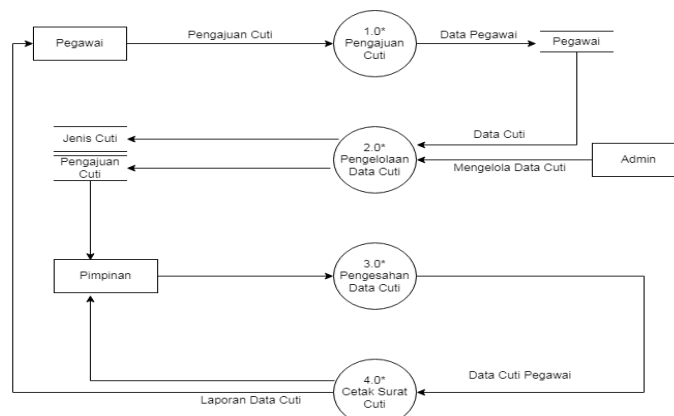 Pegawai
Pengajuan Cuti
1.0*
Pengajuan
Cuti
Data Pegawai
Pegawai
Jenis Cuti
Pengajuan
Cuti
2.0*
Pengelolaan
Data Cuti
Data Cuti
Mengelola Data Cuti
Admin
Pimpinan
3.0*
Pengesahan
Data Cuti
4.0*
Cetak Surat
Cuti
Data Cuti Pegawai
Laporan Data Cuti